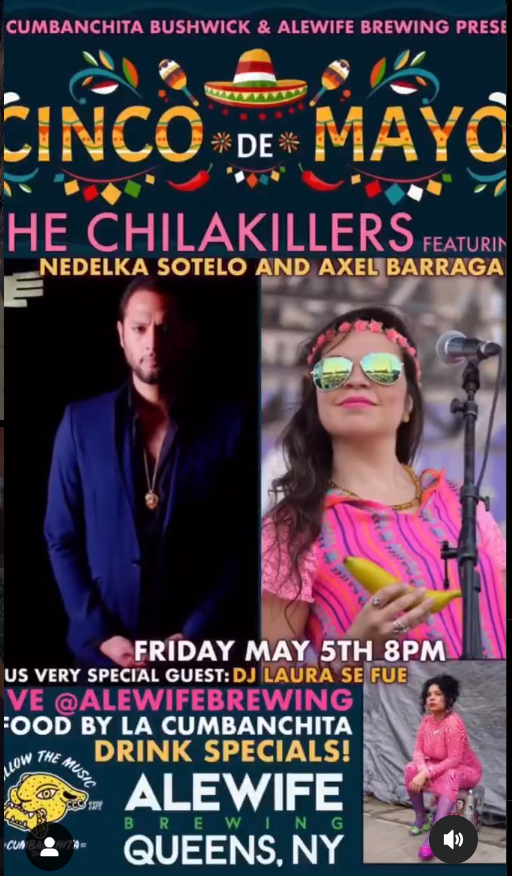 CUMBANCHITA BUSHWICK & ALEWIFE BREWING PRESE
CINCO DE MAYO
HE CHILAKILLERS FEATURIN
NEDELKA SOTELO AND AXEL BARRAGA
FRIDAY MAY 5TH 8PM
US VERY SPECIAL GUEST: DJ LAURA SE FUE
VE @ALEWIFEBREWING
FOOD BY LA CUMBANCHITA
DRINK SPECIALS!
LLOW THE MUSIC
ALEWIFE
BREWING
QUEENS, NY